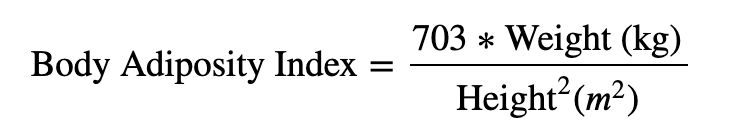 Body Adiposity Index = 703 * Weight (kg) / Height²(m²)